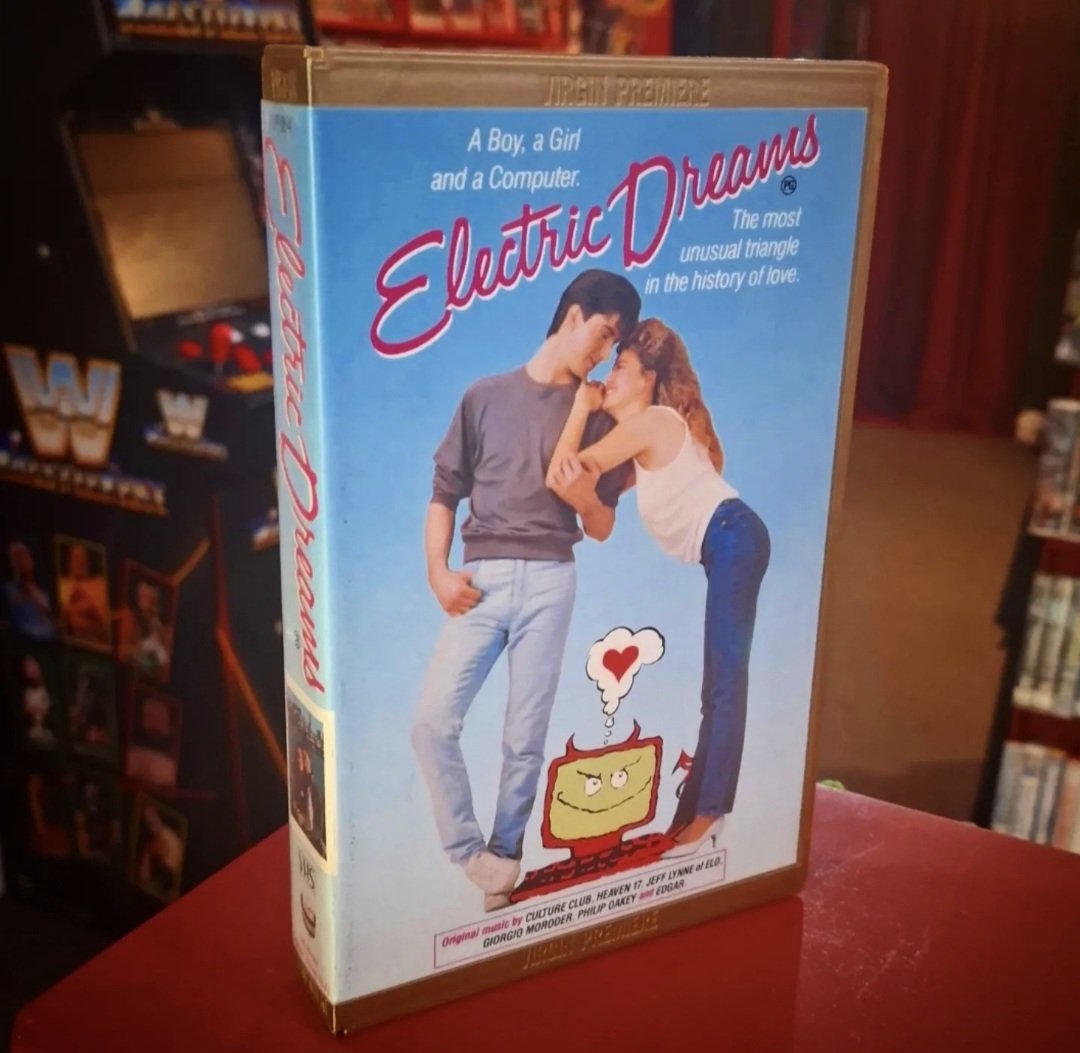 VIRGIN PREMIERE
A Boy, a Girl
and a Computer.
Electric Dreams
PG
The most
unusual triangle
in the history of love.
Original music by CULTURE CLUB, HEAVEN 17, JEFF LYNNE of ELO.
GIORGIO MORODER, PHILIP OAKEY and EDGAR
VIRGIN PREMIERE
Electric Dreams
PG
VHS
W
W